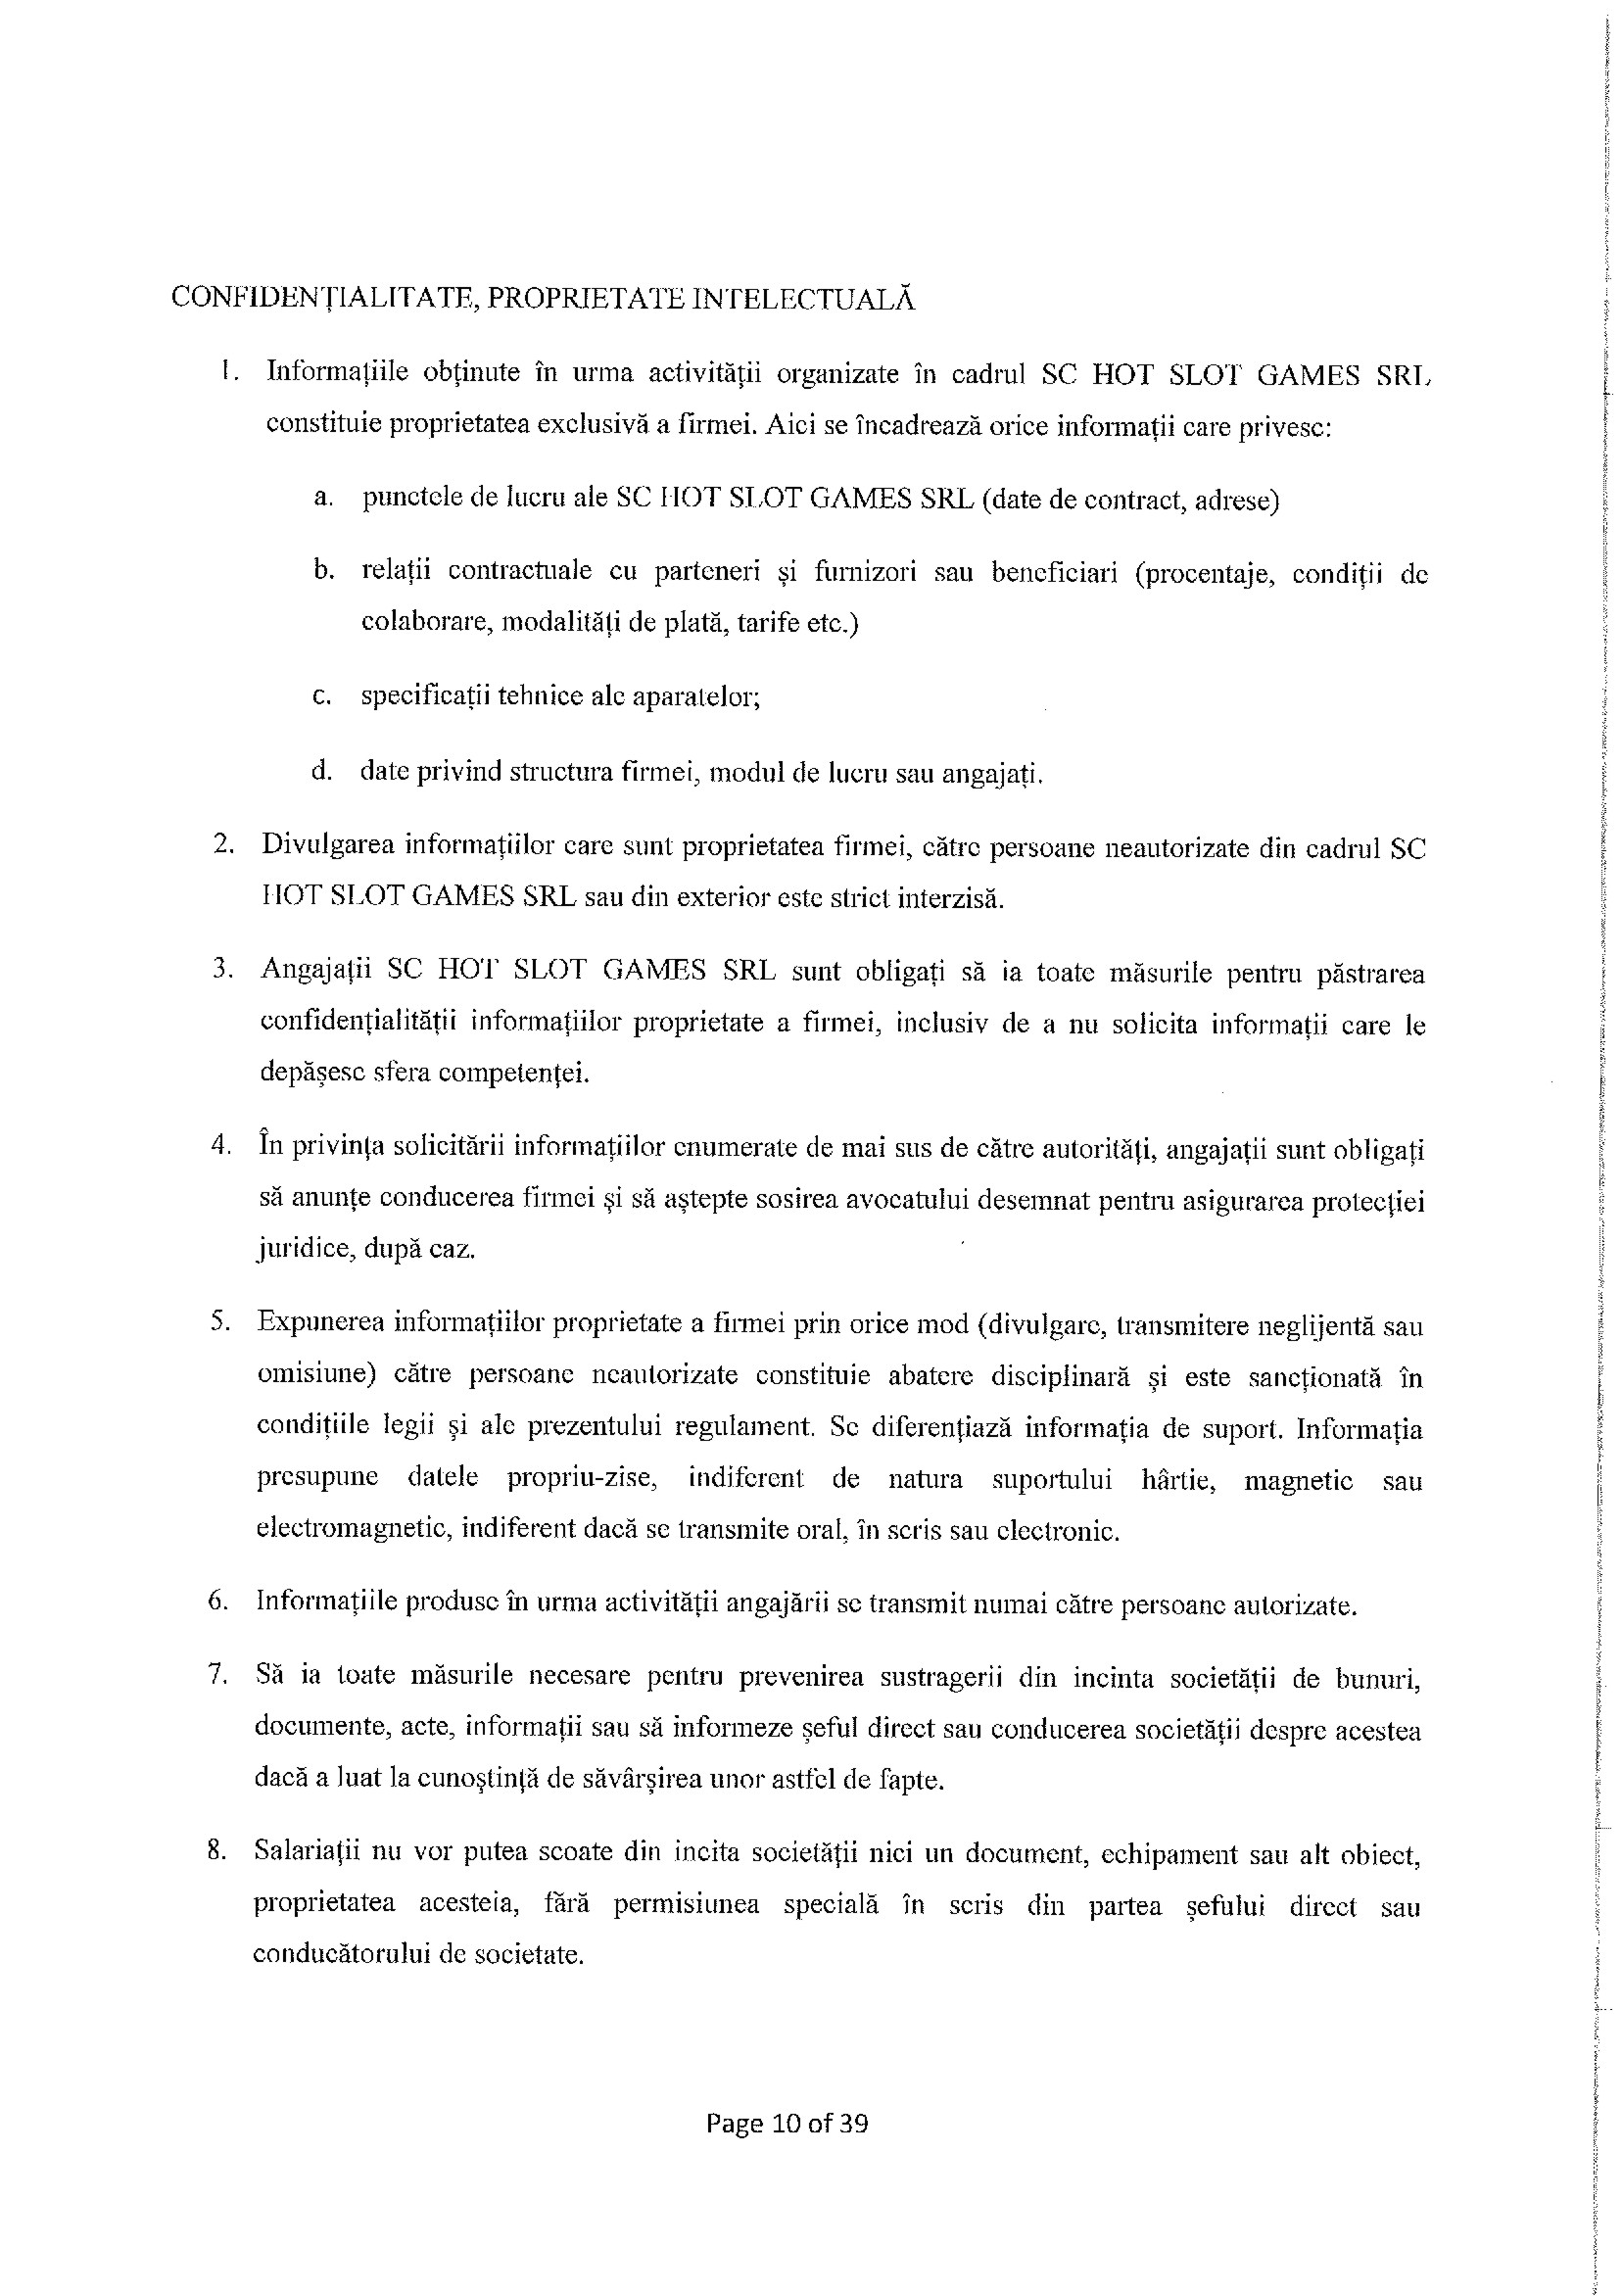 CONFIDENȚIALITATE, PROPRIETATE INTELECTUALĂ
1. Informațiile obținute în urma activității organizate în cadrul SC HOT SLOT GAMES SRL
constituie proprietatea exclusivă a firmei. Aici se încadrează orice informații care privesc:
a. punctele de lucru ale SC HOT SLOT GAMES SRL (date de contract, adrese)
b. relații contractuale cu parteneri și furnizori sau beneficiari (procentaje, condiții de
colaborare, modalități de plată, tarife etc.)
c. specificații tehnice ale aparatelor;
d. date privind structura firmei, modul de lucru sau angajați.
2. Divulgarea informațiilor care sunt proprietatea firmei, către persoane neautorizate din cadrul SC
HOT SLOT GAMES SRL sau din exterior este strict interzisă.
3. Angajații SC HOT SLOT GAMES SRL sunt obligați să ia toate măsurile pentru păstrarea
confidențialității informațiilor proprietate a firmei, inclusiv de a nu solicita informații care le
depășesc sfera competenței.
4. În privința solicitării informațiilor enumerate de mai sus de către autorități, angajații sunt obligați
să anunțe conducerea firmei și să aștepte sosirea avocatului desemnat pentru asigurarea protecției
juridice, după caz.
5. Expunerea informațiilor proprietate a firmei prin orice mod (divulgare, transmitere neglijentă sau
omisiune) către persoane neautorizate constituie abatere disciplinară și este sancționată în
condițiile legii și ale prezentului regulament. Se diferențiază informația de suport. Informația
presupune datele propriu-zise, indiferent de natura suportului hârtie, magnetic sau
electromagnetic, indiferent dacă se transmite oral, în scris sau electronic.
6. Informațiile produse în urma activității angajării se transmit numai către persoane autorizate.
7. Să ia toate măsurile necesare pentru prevenirea sustragerii din incinta societății de bunuri,
documente, acte, informații sau să informeze șeful direct sau conducerea societății despre acestea
dacă a luat la cunoștință de săvârșirea unor astfel de fapte.
8. Salariații nu vor putea scoate din incita societății nici un document, echipament sau alt obiect,
proprietatea acesteia, fără permisiunea specială în scris din partea șefului direct sau
conducătorului de societate.
Page 10 of 39